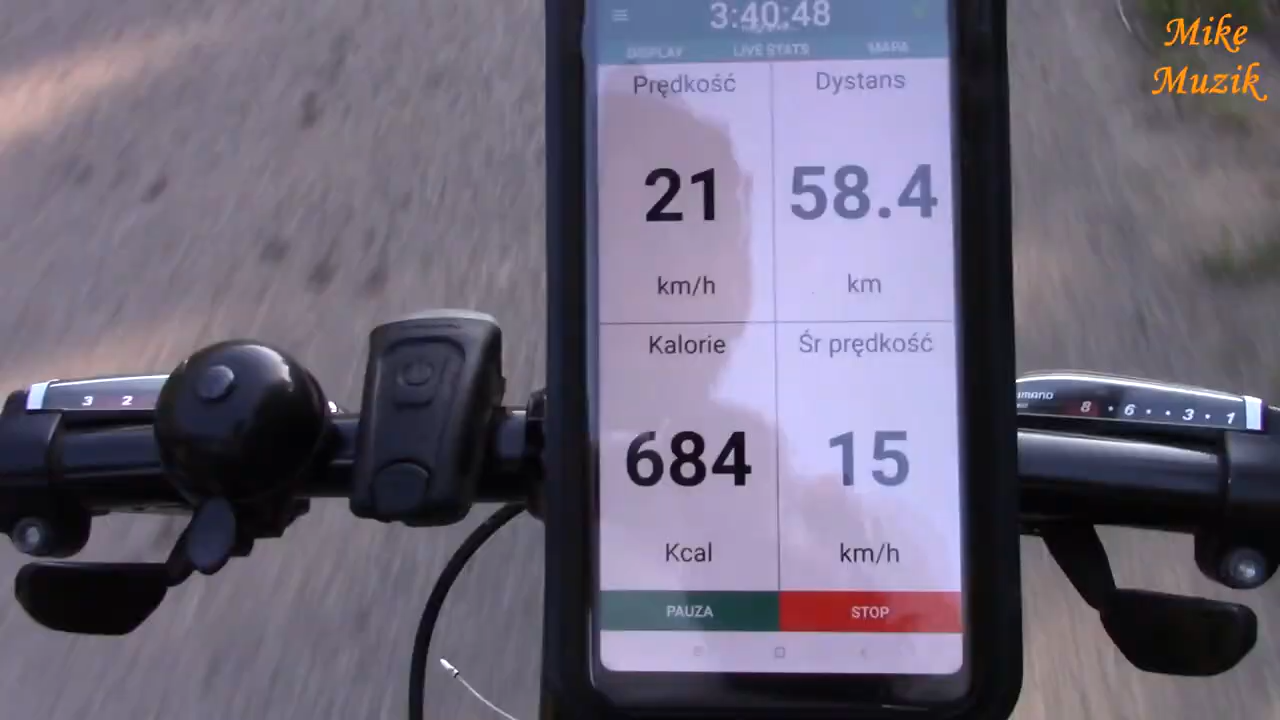 Mike
Muzik
3:40:48
DISPLAY LIVE STATS MAPA
Prędkość Dystans
21 58.4
km/h km
Kalorie Śr prędkość
3 2
8 · 6 · · 3 · 1
684 15
Kcal km/h
PAUZA STOP